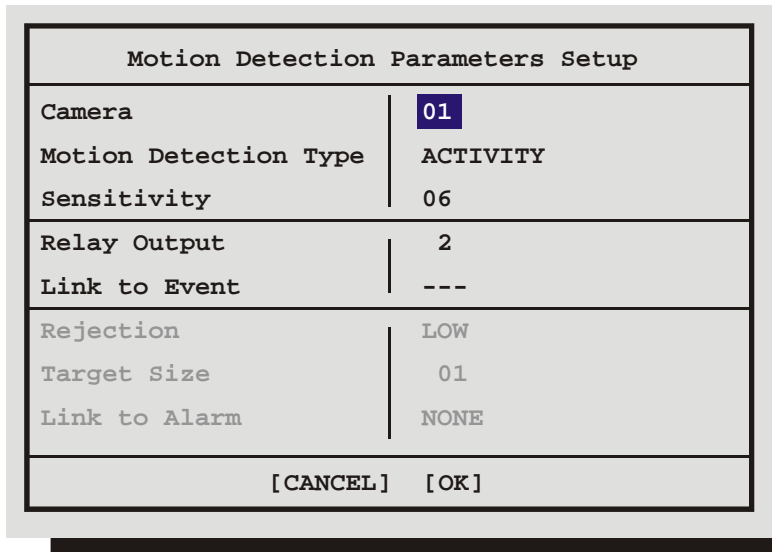 Motion Detection Parameters Setup
Camera 01
Motion Detection Type ACTIVITY
Sensitivity 06
Relay Output 2
Link to Event ---
Rejection LOW
Target Size 01
Link to Alarm NONE
[CANCEL] [OK]